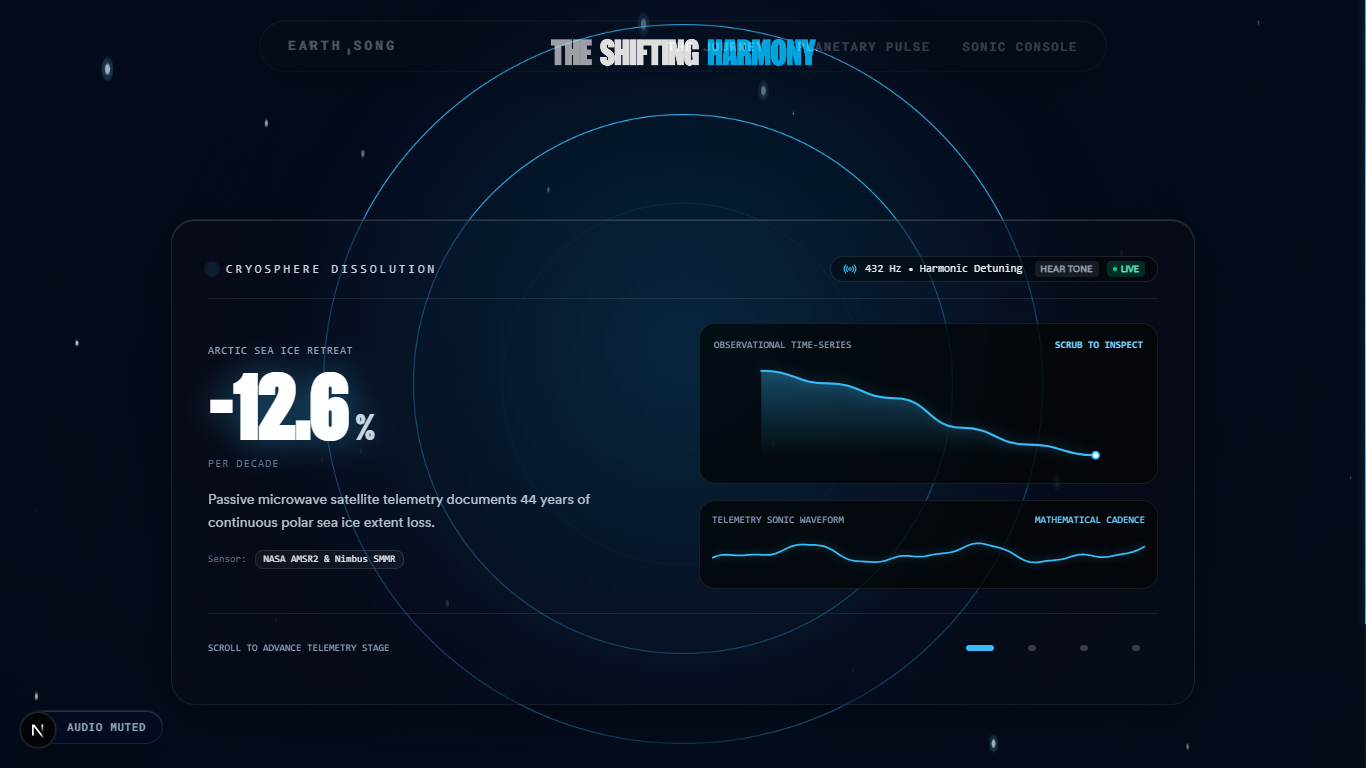 EARTH SONG
THE SHIFTING HARMONY
JOURNEY
PLANETARY PULSE
SONIC CONSOLE
CRYOSPHERE DISSOLUTION
432 Hz • Harmonic Detuning
HEAR TONE
• LIVE
ARCTIC SEA ICE RETREAT
-12.6%
PER DECADE
Passive microwave satellite telemetry documents 44 years of
continuous polar sea ice extent loss.
Sensor: NASA AMSR2 & Nimbus SMMR
OBSERVATIONAL TIME-SERIES
SCRUB TO INSPECT
TELEMETRY SONIC WAVEFORM
MATHEMATICAL CADENCE
SCROLL TO ADVANCE TELEMETRY STAGE
N
AUDIO MUTED